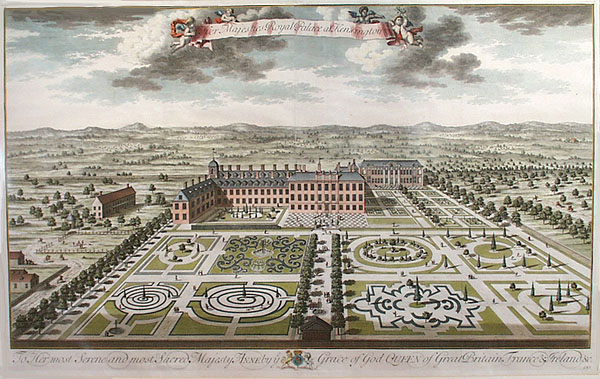 Her Majesties Royal Palace at Kensington
To Her most Serene and most Sacred Majesty Anne by ye Grace of God QUEEN of Great Britain, France & Ireland &c